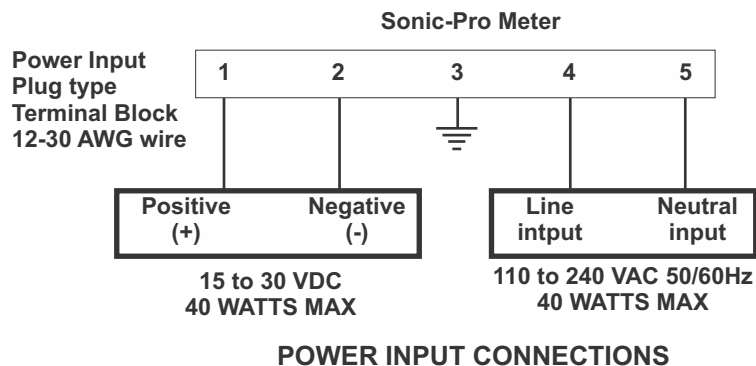 Sonic-Pro Meter
Power Input
Plug type
Terminal Block
12-30 AWG wire
1 2 3 4 5
Positive
(+)
Negative
(-)
Line
intput
Neutral
input
15 to 30 VDC
40 WATTS MAX
110 to 240 VAC 50/60Hz
40 WATTS MAX
POWER INPUT CONNECTIONS